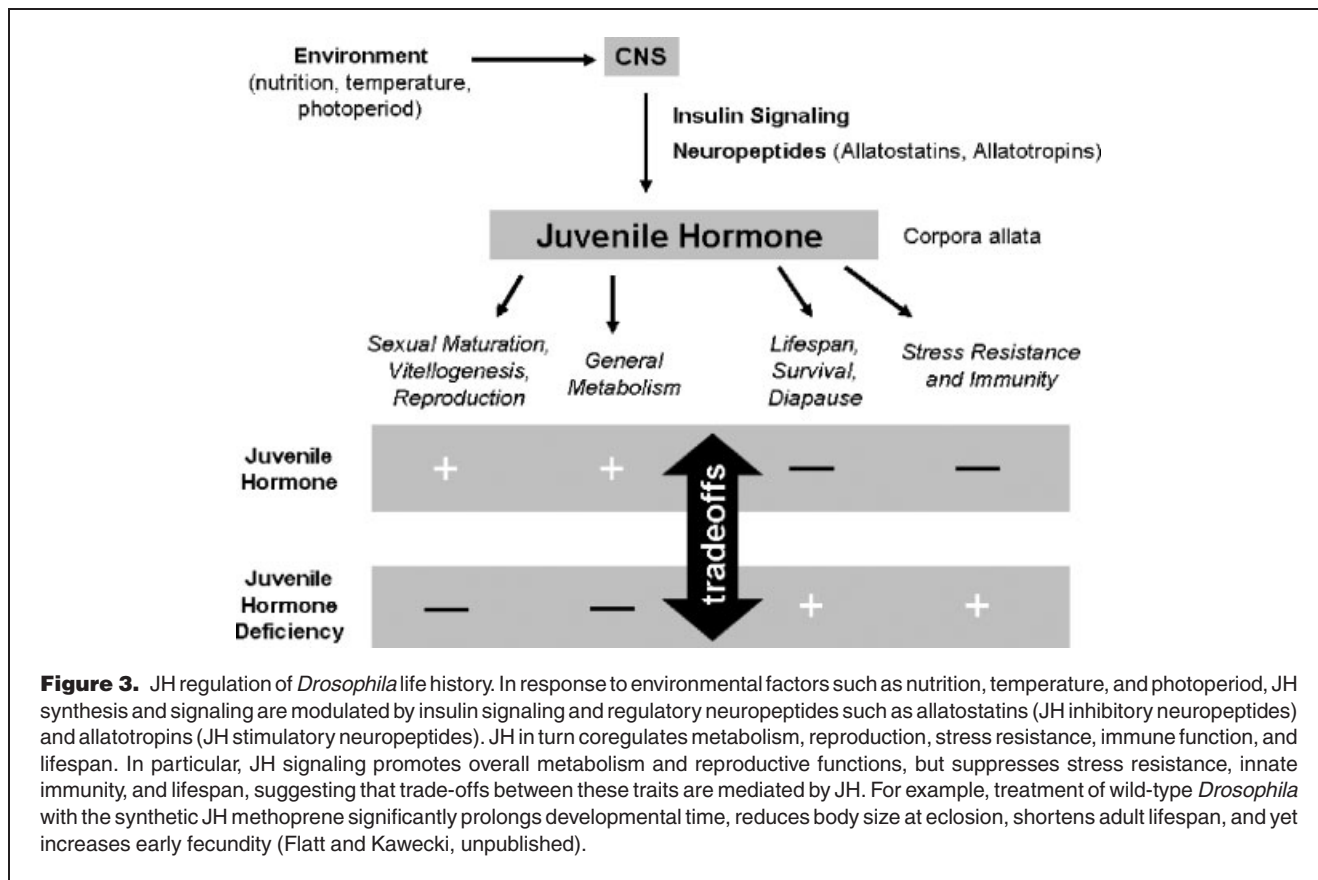 Environment
(nutrition, temperature,
photoperiod)
CNS
Insulin Signaling
Neuropeptides (Allatostatins, Allatotropins)
Juvenile Hormone
Corpora allata
Sexual Maturation,
Vitellogenesis,
Reproduction
General
Metabolism
Lifespan,
Survival,
Diapause
Stress Resistance
and Immunity
Juvenile
Hormone
+ + — —
tradeoffs
Juvenile
Hormone
Deficiency
— — + +
Figure 3. JH regulation of Drosophila life history. In response to environmental factors such as nutrition, temperature, and photoperiod, JH
synthesis and signaling are modulated by insulin signaling and regulatory neuropeptides such as allatostatins (JH inhibitory neuropeptides)
and allatotropins (JH stimulatory neuropeptides). JH in turn coregulates metabolism, reproduction, stress resistance, immune function, and
lifespan. In particular, JH signaling promotes overall metabolism and reproductive functions, but suppresses stress resistance, innate
immunity, and lifespan, suggesting that trade-offs between these traits are mediated by JH. For example, treatment of wild-type Drosophila
with the synthetic JH methoprene significantly prolongs developmental time, reduces body size at eclosion, shortens adult lifespan, and yet
increases early fecundity (Flatt and Kawecki, unpublished).